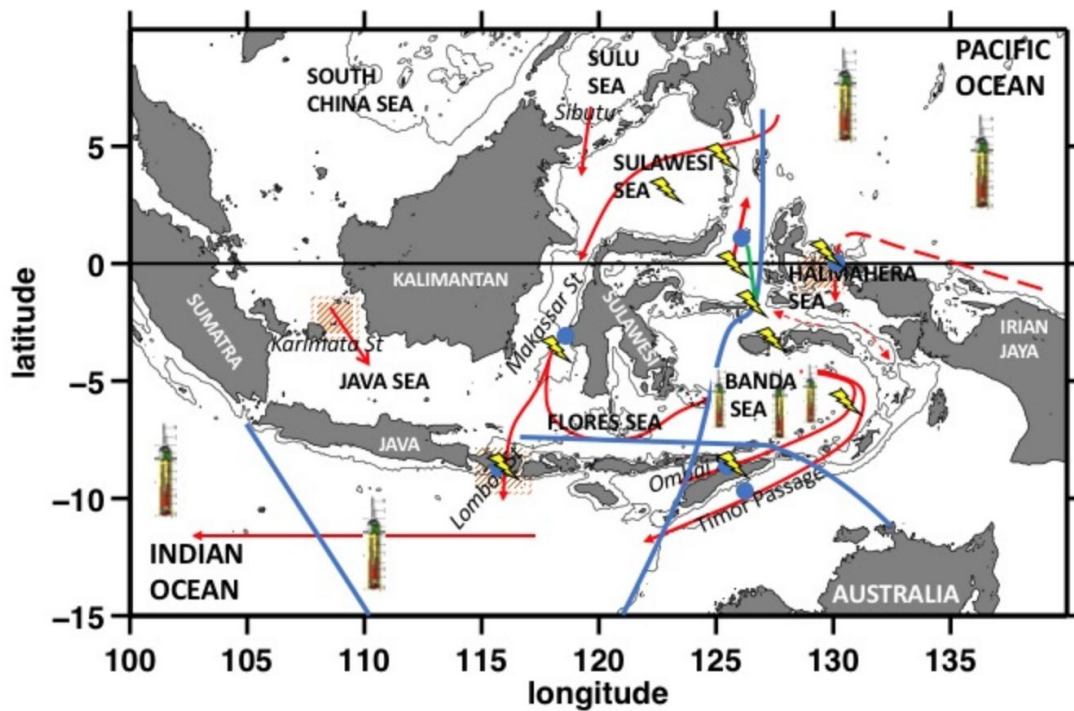 PACIFIC
OCEAN
SOUTH
CHINA SEA
SULU
SEA
Sibutu
SULAWESI
SEA
HALMAHERA
SEA
KALIMANTAN
SUMATRA
Karimata St
Makassar St
SULAWESI
IRIAN
JAYA
JAVA SEA
BANDA
SEA
FLORES SEA
JAVA
Timor Passage
INDIAN
OCEAN
AUSTRALIA
latitude
5
0
−5
−10
−15
100
105
110
115
120
125
130
135
longitude